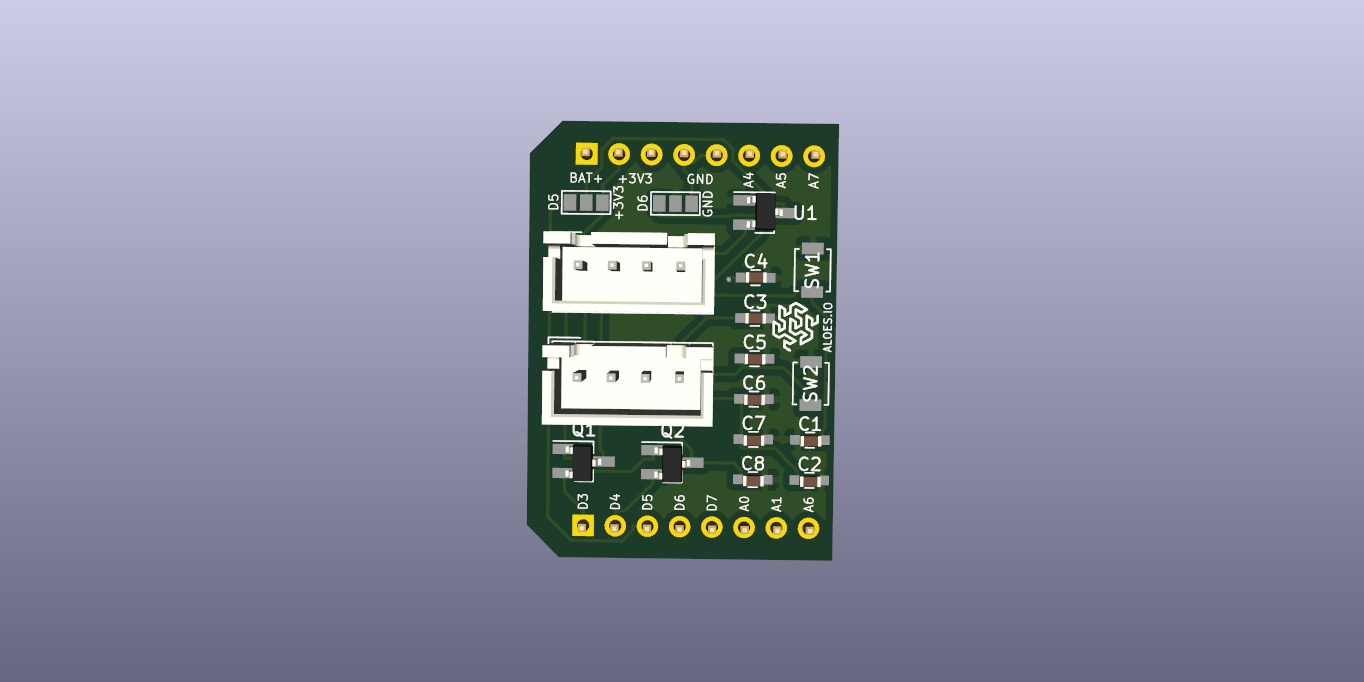 BAT+ +3V3 GND A4 A5 A7
D5 +3V3 D6 GND U1
C4 SW1
C3
ALOES.IO
C5
C6 SW2
Q1 Q2 C7 C1
C8 C2
D3 D4 D5 D6 D7 A0 A1 A6